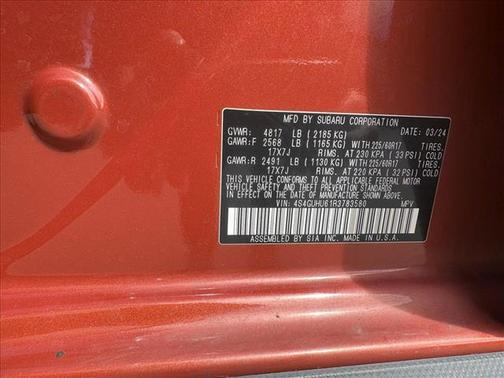 MFD BY SUBARU CORPORATION
GVWR: 4817 LB (2185 KG) DATE: 03/24
GAWR:F 2568 LB (1165 KG) WITH 225/60R17 TIRES.
17X7J RIMS. AT 230 KPA (33 PSI) COLD
GAWR:R 2491 LB (1130 KG) WITH 225/60R17 TIRES.
17X7J RIMS. AT 220 KPA (32 PSI) COLD
THIS VEHICLE CONFORMS TO ALL APPLICABLE FEDERAL MOTOR
VEHICLE SAFETY AND THEFT PREVENTION STANDARDS IN
EFFECT ON THE DATE OF MANUFACTURE SHOWN ABOVE.
VIN: 4S4GUHU61R3783580 MPV
ASSEMBLED BY SIA INC. MADE IN U.S.A.